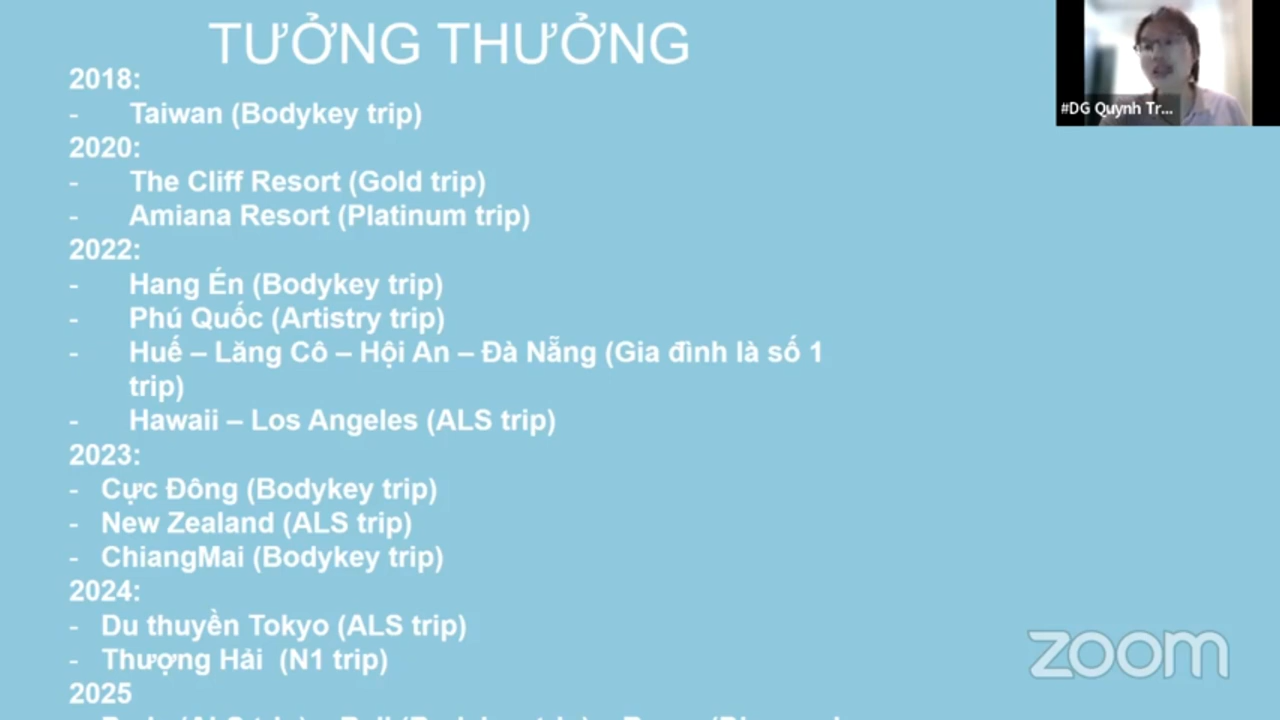 TƯỞNG THƯỞNG
2018:
- Taiwan (Bodykey trip)
2020:
- The Cliff Resort (Gold trip)
- Amiana Resort (Platinum trip)
2022:
- Hang Én (Bodykey trip)
- Phú Quốc (Artistry trip)
- Huế – Lăng Cô – Hội An – Đà Nẵng (Gia đình là số 1
trip)
- Hawaii – Los Angeles (ALS trip)
2023:
- Cực Đông (Bodykey trip)
- New Zealand (ALS trip)
- ChiangMai (Bodykey trip)
2024:
- Du thuyền Tokyo (ALS trip)
- Thượng Hải (N1 trip)
2025
#DG Quynh Tr...
zoom